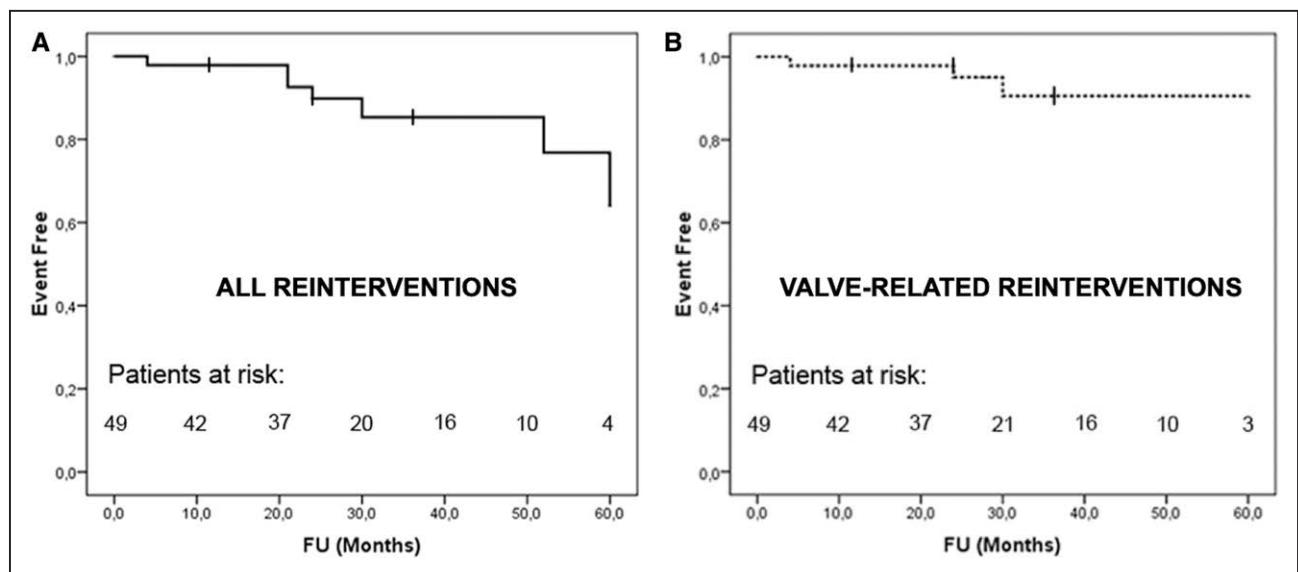 A
1,0
0,8
0,6
0,4
0,2
0,0
Event Free
ALL REINTERVENTIONS
Patients at risk:
49 42 37 20 16 10 4
0,0 10,0 20,0 30,0 40,0 50,0 60,0
FU (Months)
B
1,0
0,8
0,6
0,4
0,2
0,0
Event Free
VALVE-RELATED REINTERVENTIONS
Patients at risk:
49 42 37 21 16 10 3
0,0 10,0 20,0 30,0 40,0 50,0 60,0
FU (Months)